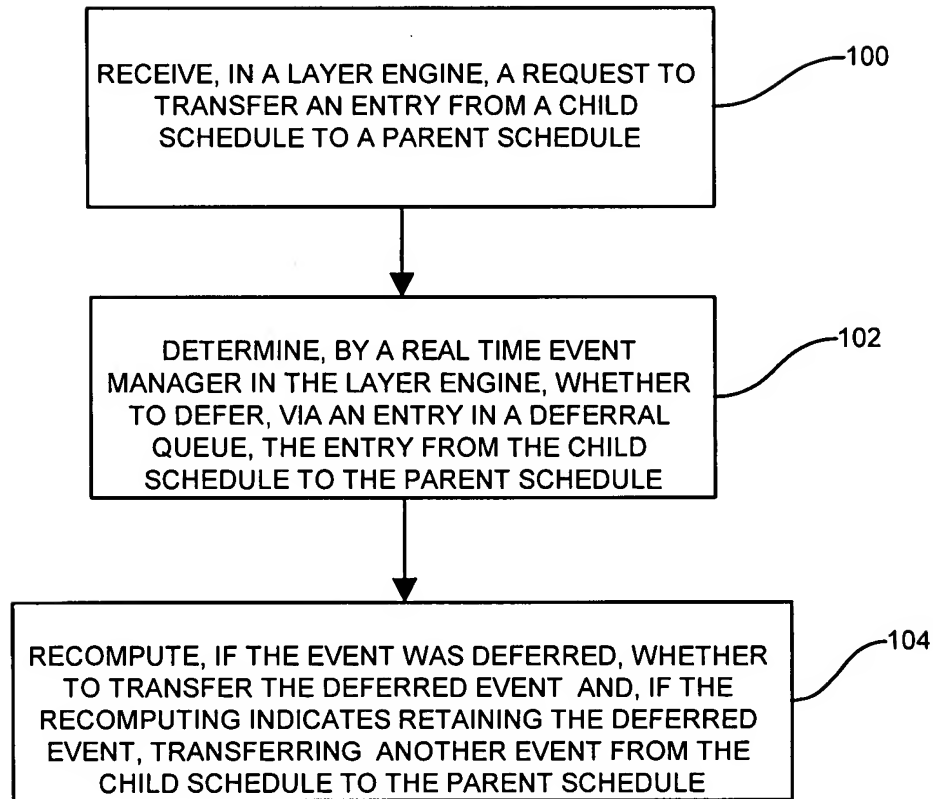 RECEIVE, IN A LAYER ENGINE, A REQUEST TO
TRANSFER AN ENTRY FROM A CHILD
SCHEDULE TO A PARENT SCHEDULE
100
DETERMINE, BY A REAL TIME EVENT
MANAGER IN THE LAYER ENGINE, WHETHER
TO DEFER, VIA AN ENTRY IN A DEFERRAL
QUEUE, THE ENTRY FROM THE CHILD
SCHEDULE TO THE PARENT SCHEDULE
102
RECOMPUTE, IF THE EVENT WAS DEFERRED, WHETHER
TO TRANSFER THE DEFERRED EVENT AND, IF THE
RECOMPUTING INDICATES RETAINING THE DEFERRED
EVENT, TRANSFERRING ANOTHER EVENT FROM THE
CHILD SCHEDULE TO THE PARENT SCHEDULE
104